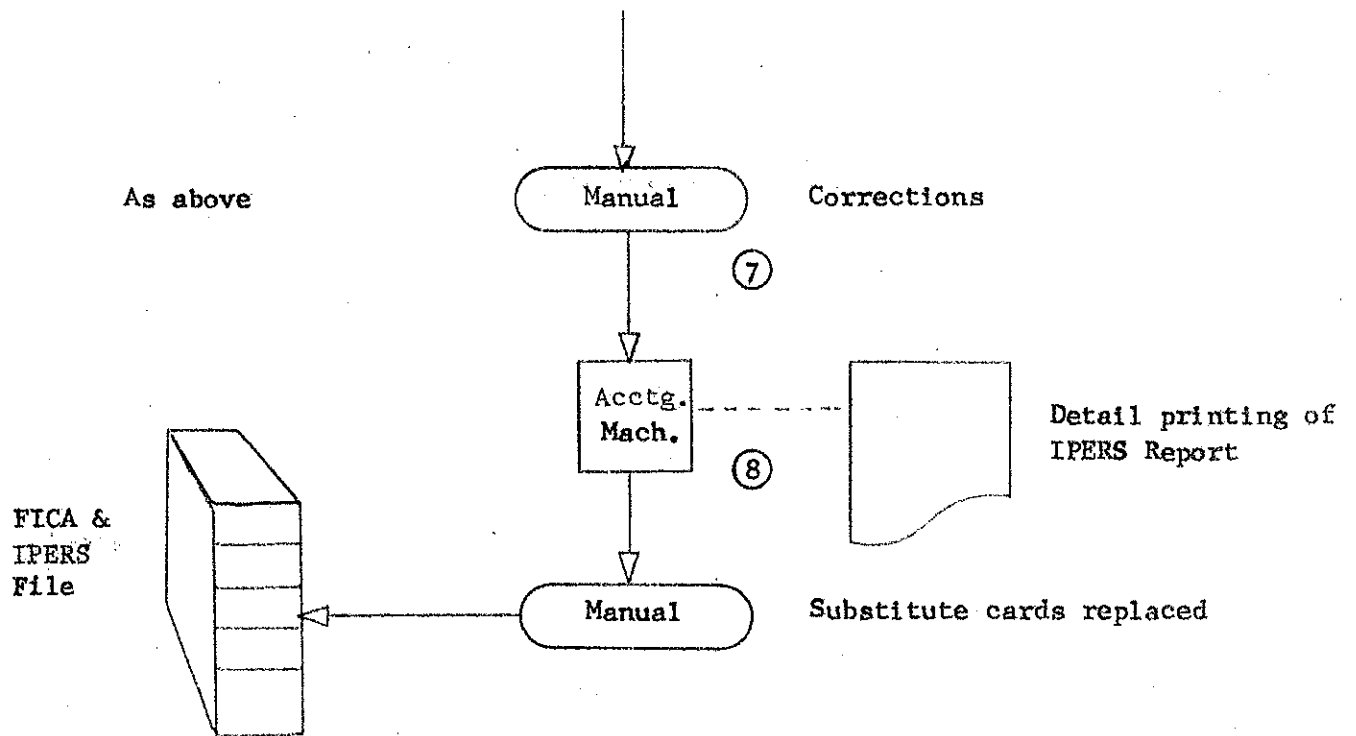 As above
Manual
Corrections
7
Acctg.
Mach.
Detail printing of
IPERS Report
8
FICA &
IPERS
File
Manual
Substitute cards replaced